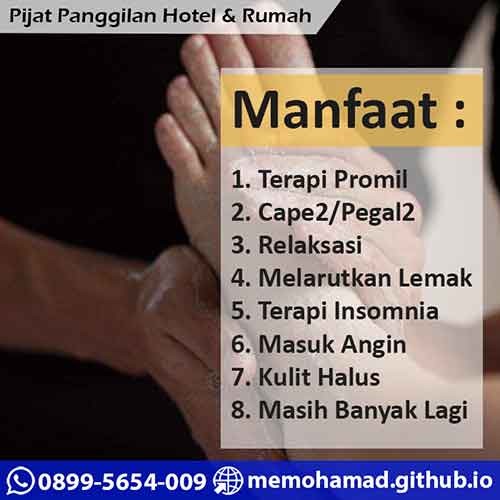 Pijat Panggilan Hotel & Rumah
Manfaat :
1. Terapi Promil
2. Cape2/Pegal2
3. Relaksasi
4. Melarutkan Lemak
5. Terapi Insomnia
6. Masuk Angin
7. Kulit Halus
8. Masih Banyak Lagi
0899-5654-009 memohamad.github.io